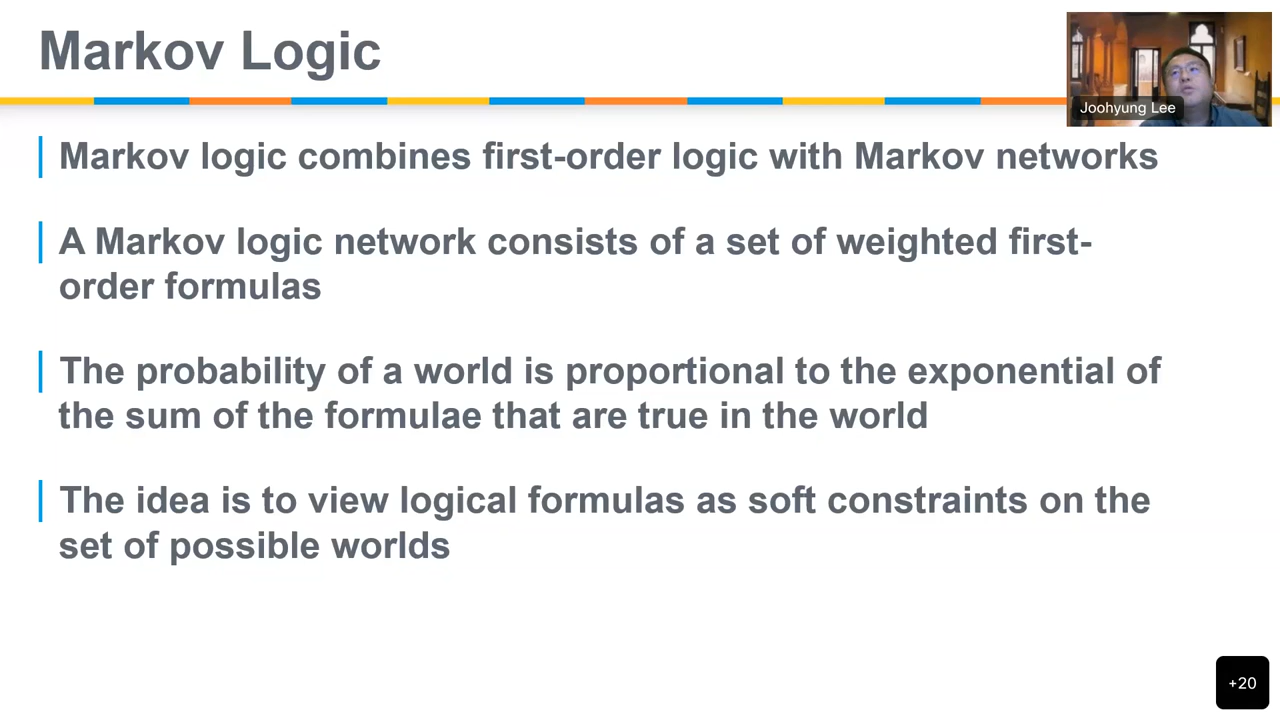 Markov Logic
Joohyung Lee
Markov logic combines first-order logic with Markov networks
A Markov logic network consists of a set of weighted first-
order formulas
The probability of a world is proportional to the exponential of
the sum of the formulae that are true in the world
The idea is to view logical formulas as soft constraints on the
set of possible worlds
+20